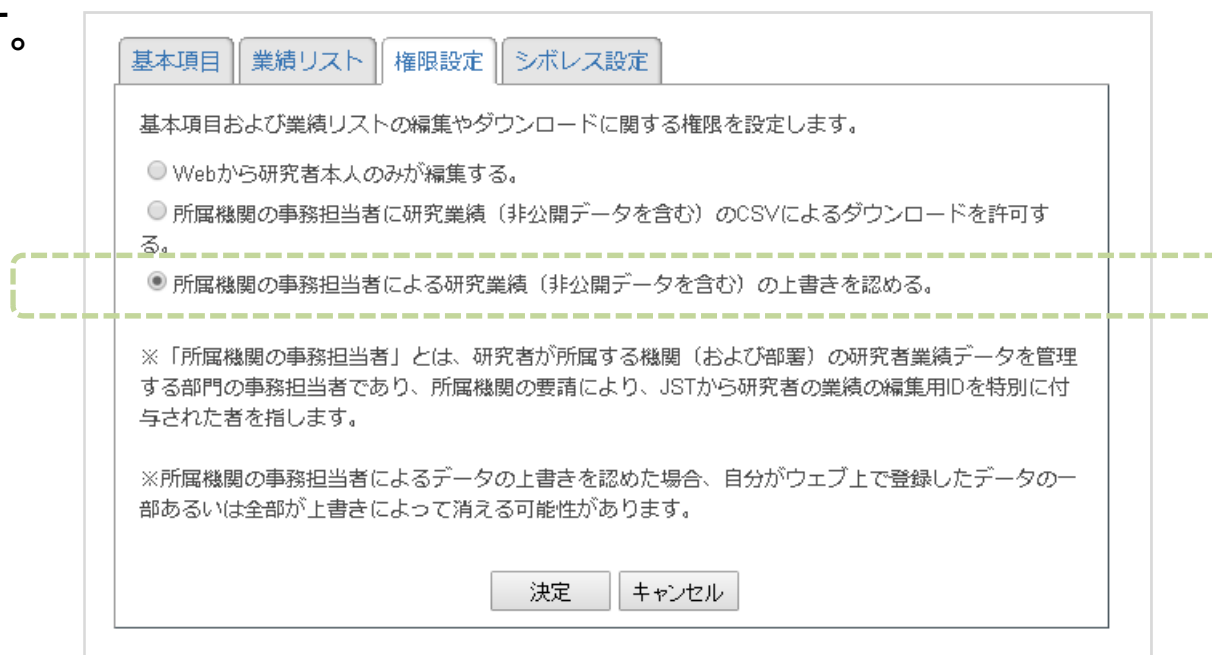 。
基本項目 業績リスト 権限設定 シボレス設定
基本項目および業績リストの編集やダウンロードに関する権限を設定します。
Webから研究者本人のみが編集する。
所属機関の事務担当者に研究業績（非公開データを含む）のCSVによるダウンロードを許可す
る。
所属機関の事務担当者による研究業績（非公開データを含む）の上書きを認める。
※「所属機関の事務担当者」とは、研究者が所属する機関（および部署）の研究者業績データを管理
する部門の事務担当者であり、所属機関の要請により、JSTから研究者の業績の編集用IDを特別に付
与された者を指します。
※所属機関の事務担当者によるデータの上書きを認めた場合、自分がウェブ上で登録したデータの一
部あるいは全部が上書きによって消える可能性があります。
決定 キャンセル